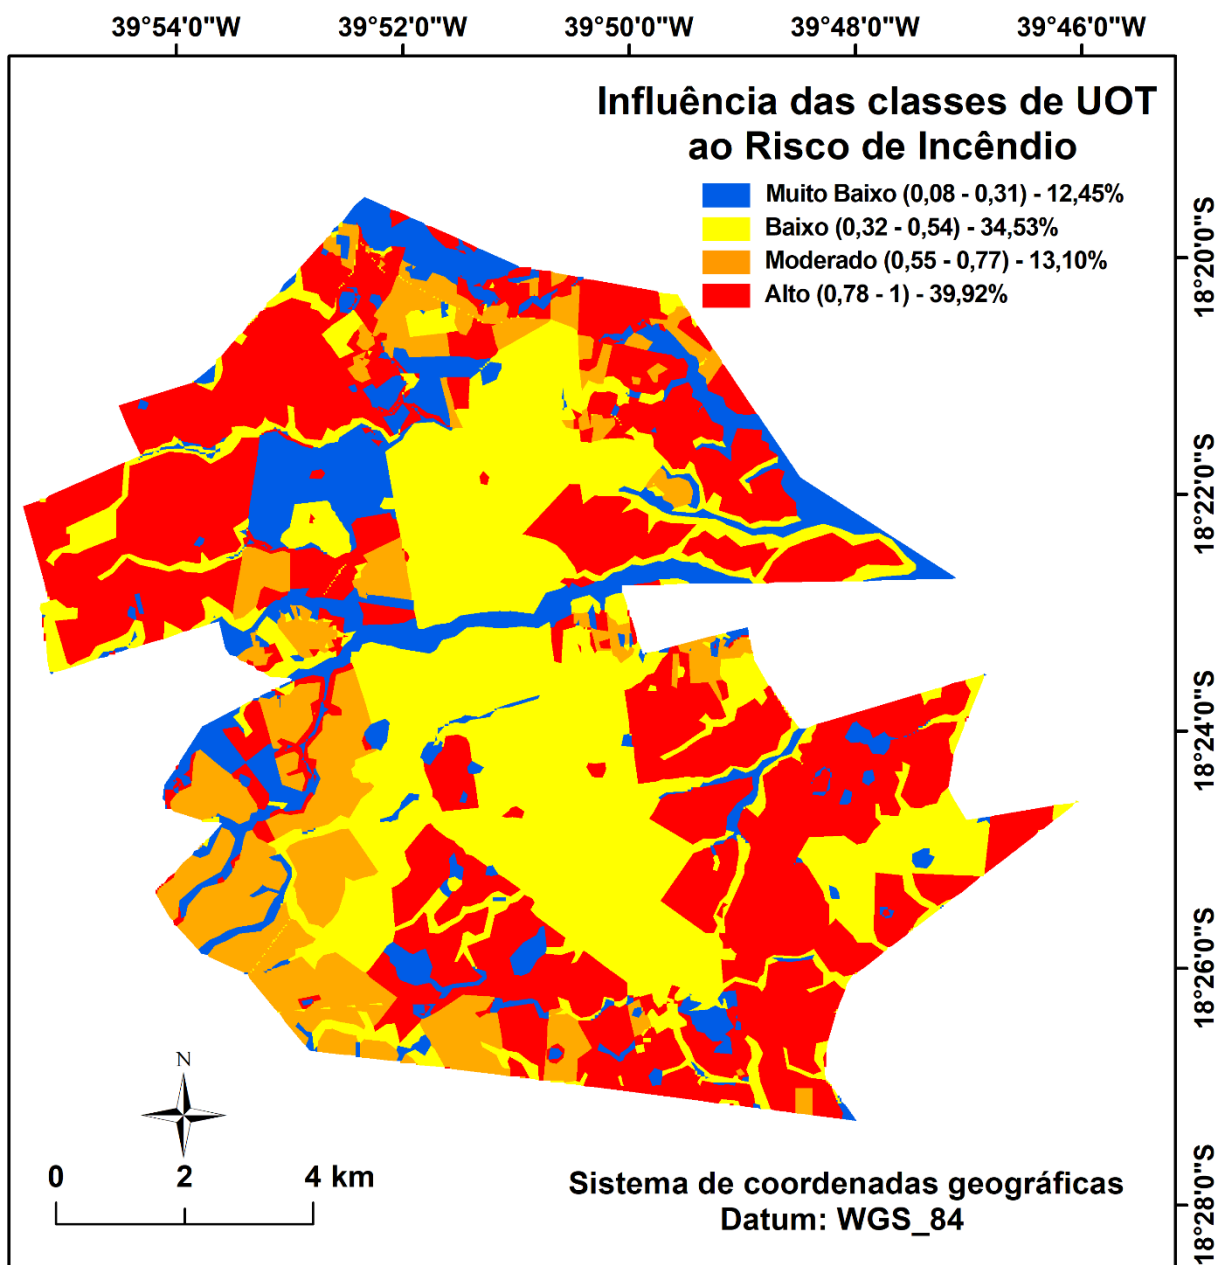 39°54'0"W 39°52'0"W 39°50'0"W 39°48'0"W 39°46'0"W
Influência das classes de UOT
ao Risco de Incêndio
Muito Baixo (0,08 - 0,31) - 12,45%
Baixo (0,32 - 0,54) - 34,53%
Moderado (0,55 - 0,77) - 13,10%
Alto (0,78 - 1) - 39,92%
18°20'0"S
18°22'0"S
18°24'0"S
18°26'0"S
18°28'0"S
N
0 2 4 km
Sistema de coordenadas geográficas
Datum: WGS_84